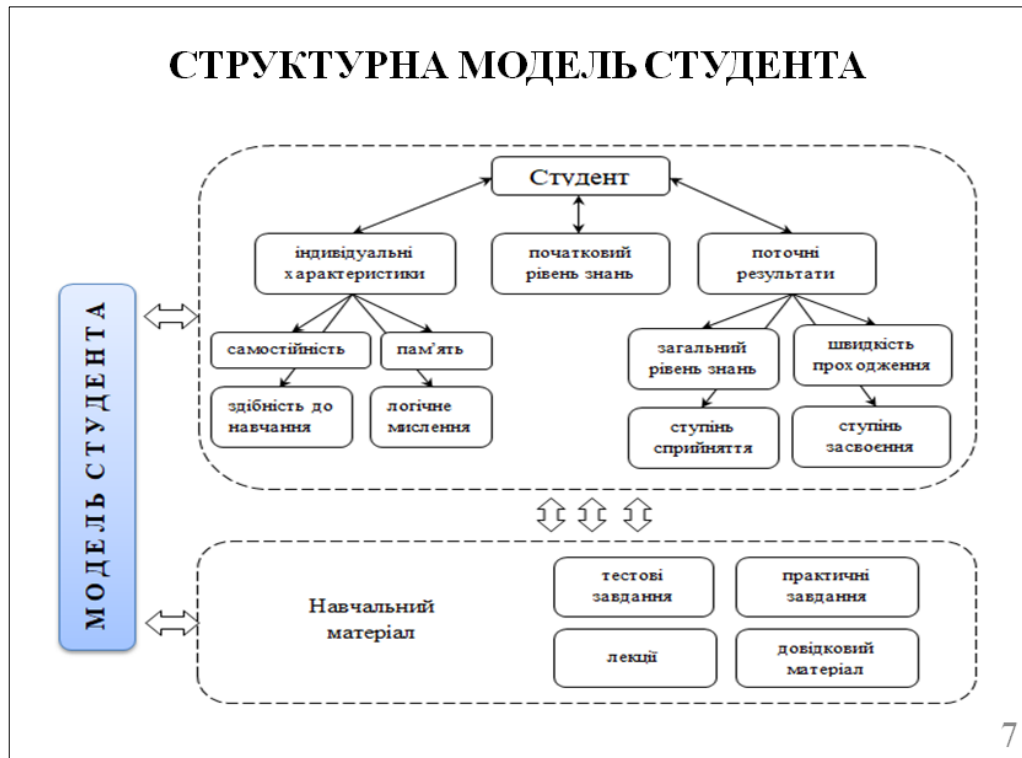 СТРУКТУРНА МОДЕЛЬ СТУДЕНТА
МОДЕЛЬ СТУДЕНТА
Студент
індивідуальні
характеристики
початковий
рівень знань
поточні
результати
самостійність
пам’ять
здібність до
навчання
логічне
мислення
загальний
рівень знань
швидкість
проходження
ступінь
сприйняття
ступінь
засвоєння
Навчальний
матеріал
тестові
завдання
практичні
завдання
лекції
довідковий
матеріал
7